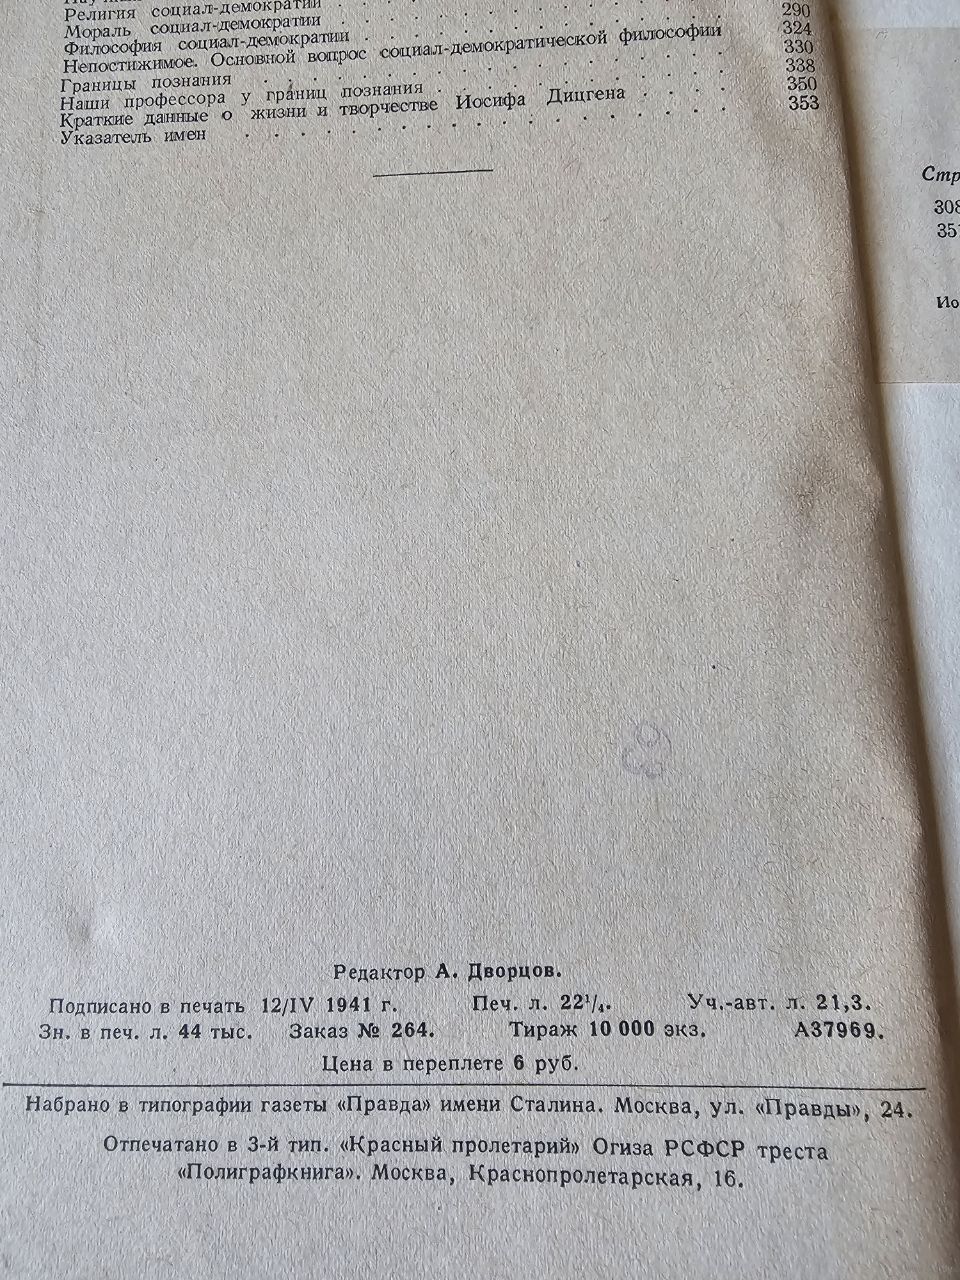 Религия социал-демократии
Мораль социал-демократии 290
Философия социал-демократии 324
Непостижимое. Основной вопрос социал-демократической философии 330
Границы познания 338
Наши профессора у границ познания 350
Краткие данные о жизни и творчестве Иосифа Дицгена 353
Указатель имен
Редактор А. Дворцов.
Подписано в печать 12/IV 1941 г. Печ. л. 22¹/₄. Уч.-авт. л. 21,3.
Зн. в печ. л. 44 тыс. Заказ № 264. Тираж 10 000 экз. А37969.
Цена в переплете 6 руб.
Набрано в типографии газеты «Правда» имени Сталина. Москва, ул. «Правды», 24.
Отпечатано в 3-й тип. «Красный пролетарий» Огиза РСФСР треста
«Полиграфкнига». Москва, Краснопролетарская, 16.
Стр
308
351
Ио